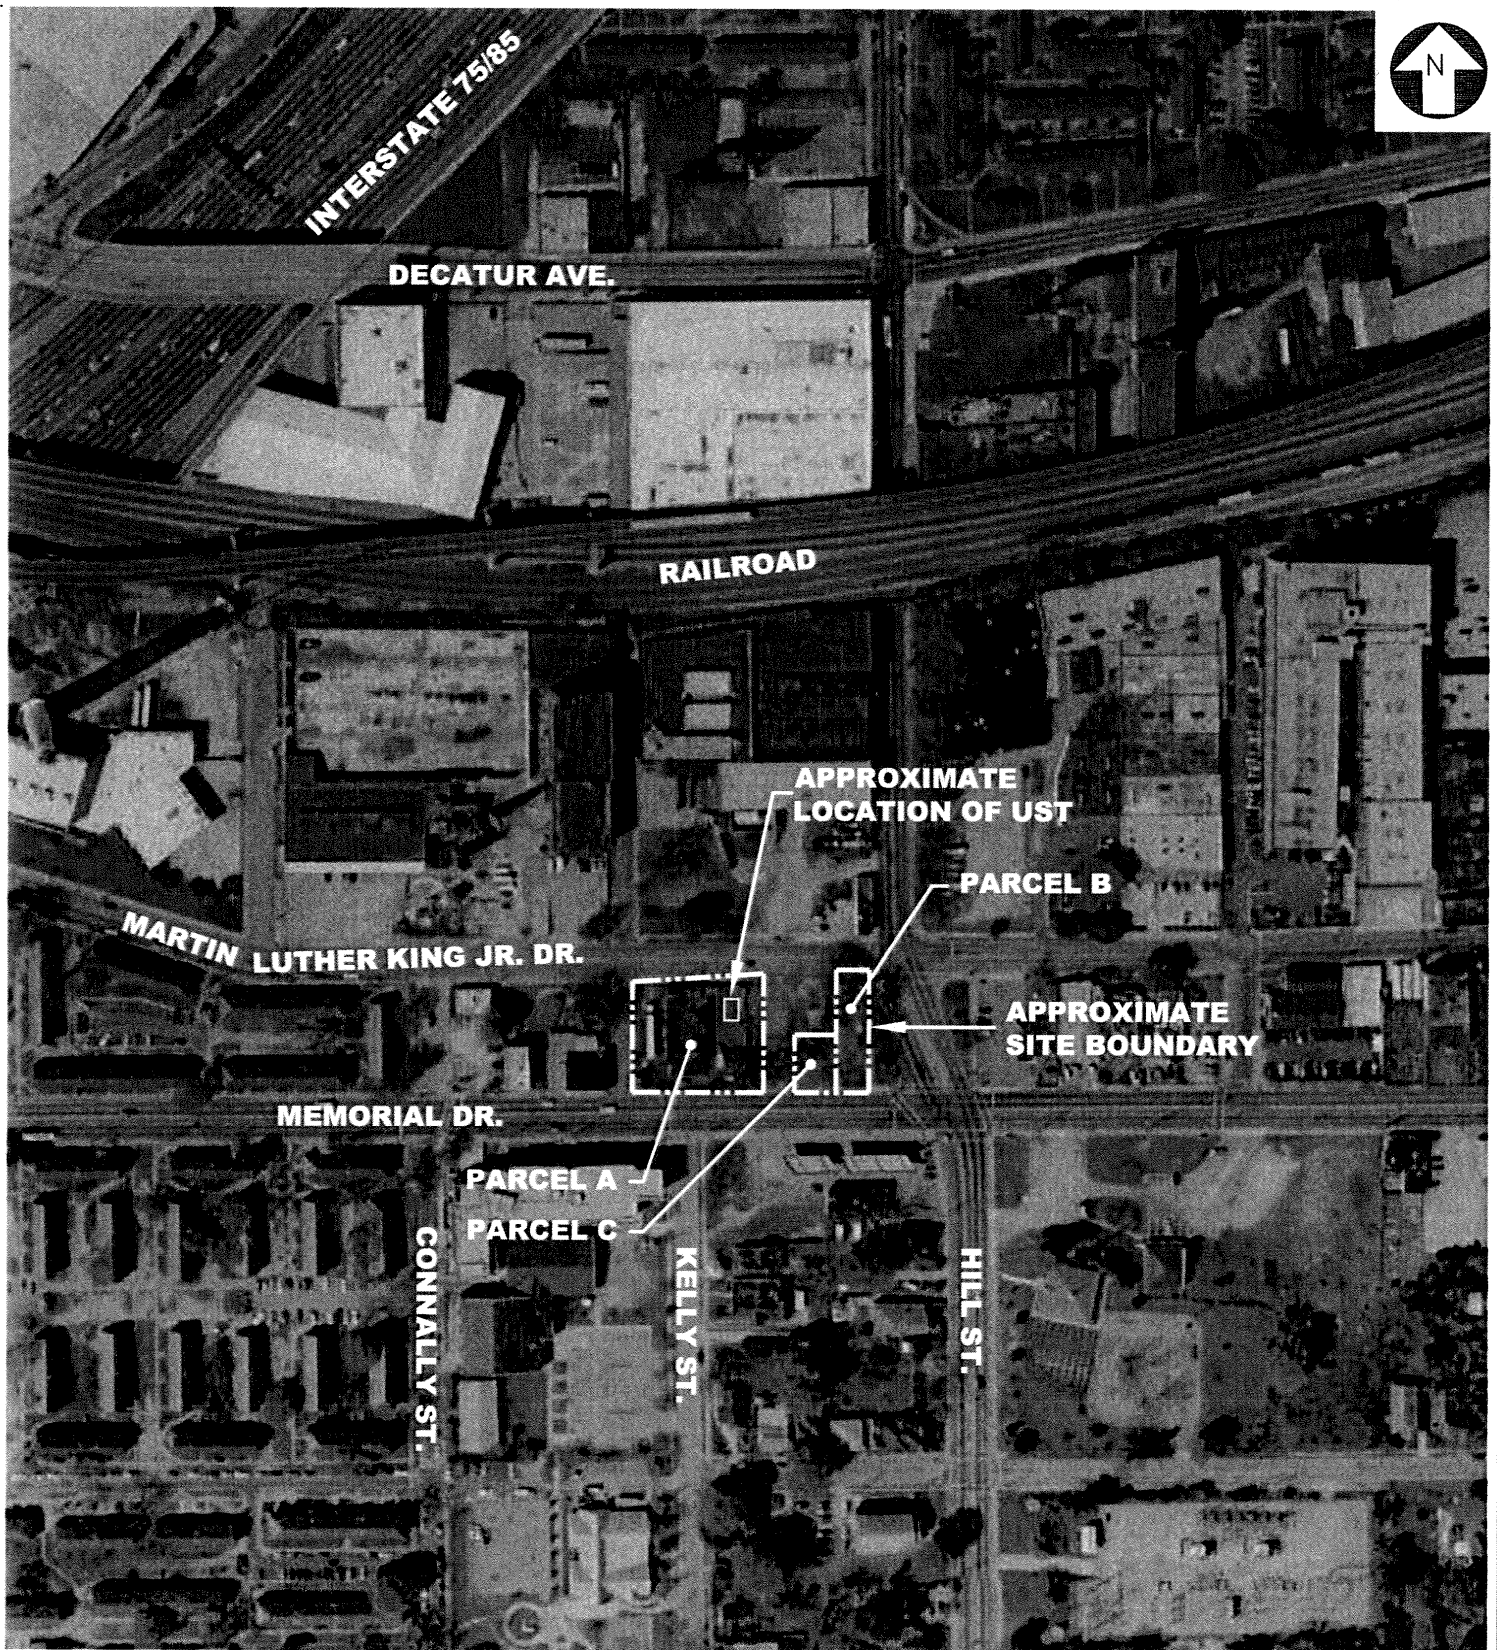 N
INTERSTATE 75/85
DECATUR AVE.
RAILROAD
APPROXIMATE
LOCATION OF UST
PARCEL B
MARTIN LUTHER KING JR. DR.
APPROXIMATE
SITE BOUNDARY
MEMORIAL DR.
PARCEL A
PARCEL C
CONNALLY ST.
KELLY ST.
HILL ST.